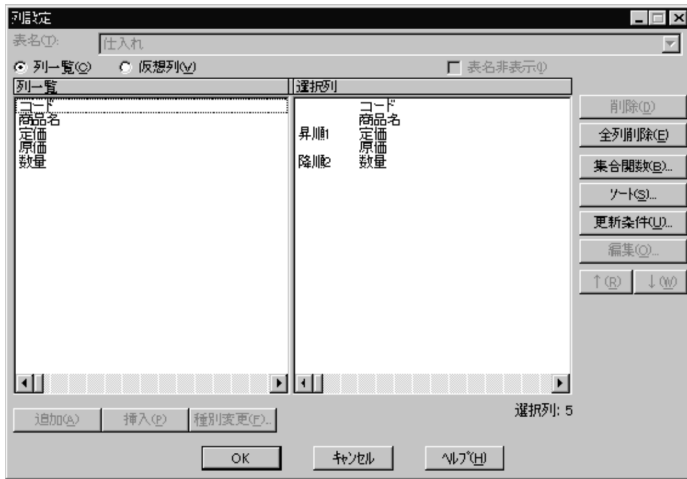 列設定
表名(T): 仕入れ
列一覧(C) 仮想列(V) 表名非表示(I)
列一覧 選択列
コード
商品名
定価
原価
数量
コード
商品名
昇順1 定価
原価
降順2 数量
削除(D)
全列削除(E)
集合関数(B)...
ソート(S)...
更新条件(U)...
編集(O)...
↑(R) ↓(W)
選択列: 5
追加(A) 挿入(P) 種別変更(F)...
OK キャンセル ヘルプ(H)